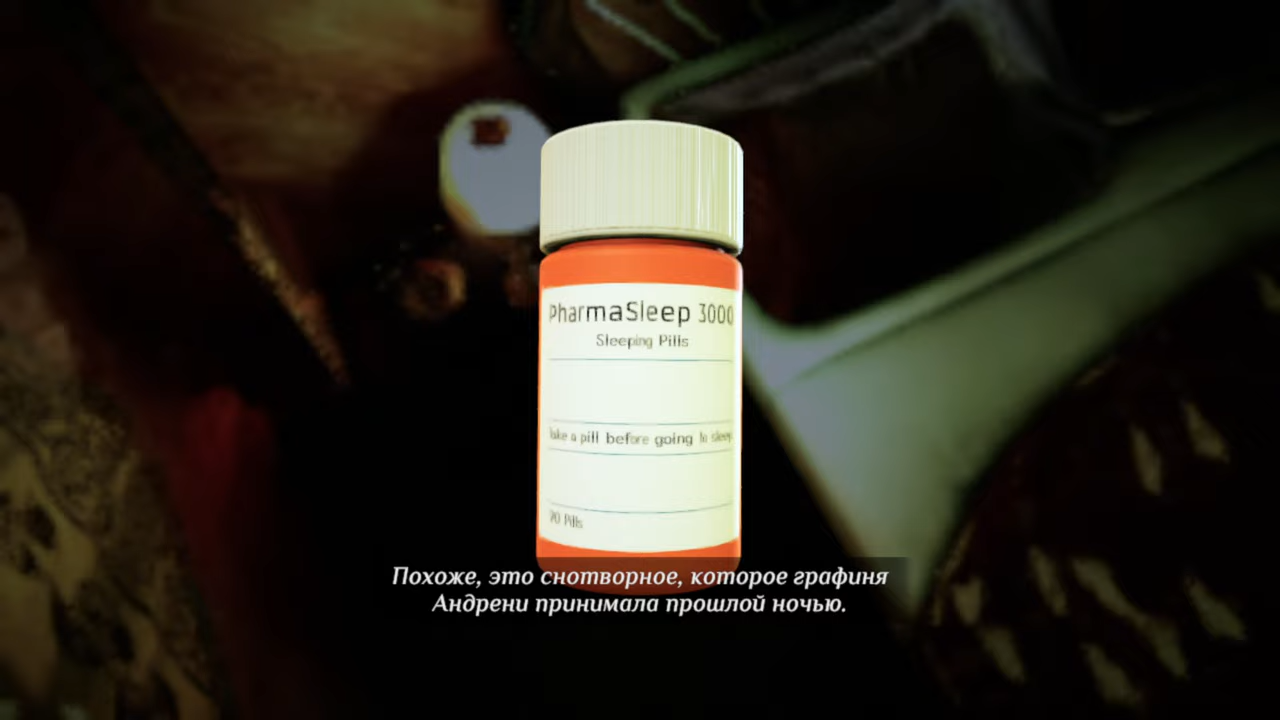 PharmaSleep 3000
Sleeping Pills
Take a pill before going to sleep
Pills
Похоже, это снотворное, которое графиня
Андрени принимала прошлой ночью.